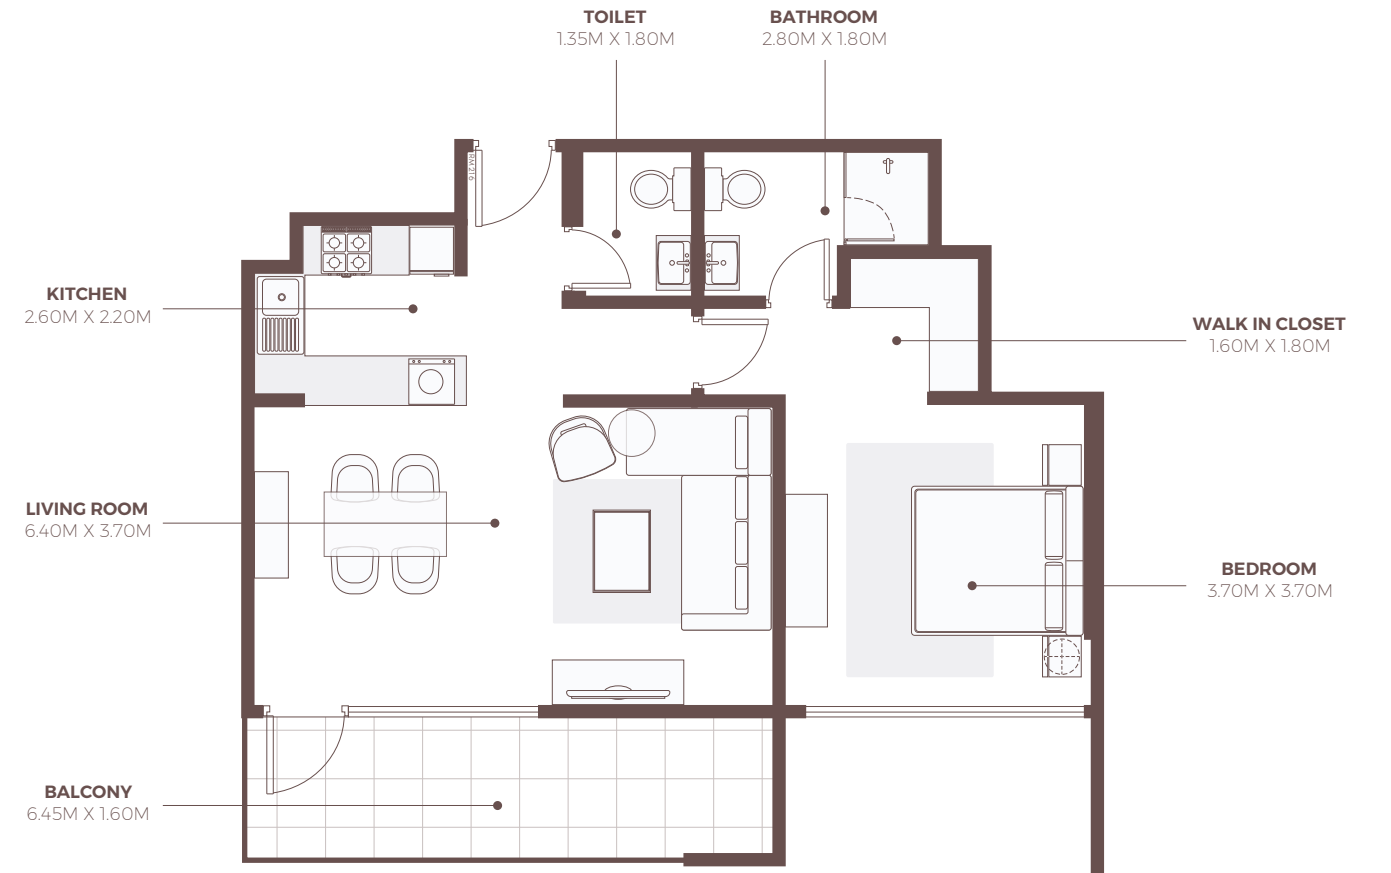 TOILET
1.35M X 1.80M
BATHROOM
2.80M X 1.80M
RM 216
KITCHEN
2.60M X 2.20M
WALK IN CLOSET
1.60M X 1.80M
LIVING ROOM
6.40M X 3.70M
BEDROOM
3.70M X 3.70M
BALCONY
6.45M X 1.60M